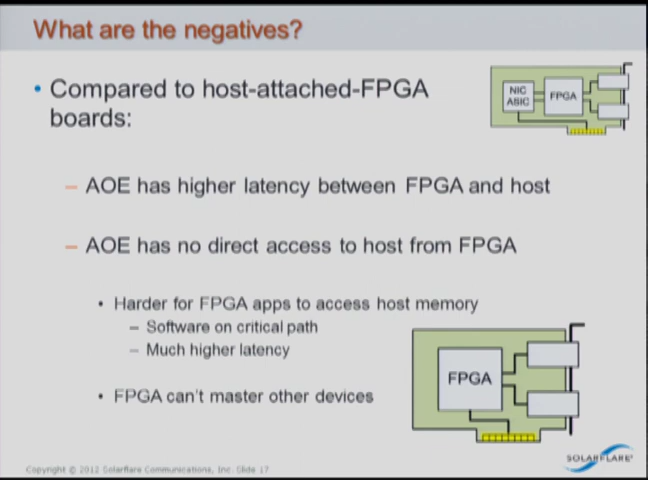 What are the negatives?
• Compared to host-attached-FPGA
boards:
NIC
ASIC
FPGA
– AOE has higher latency between FPGA and host
– AOE has no direct access to host from FPGA
• Harder for FPGA apps to access host memory
– Software on critical path
– Much higher latency
• FPGA can't master other devices
FPGA
Copyright © 2012 Solarflare Communications, Inc. Slide 17
SOLARFLARE®